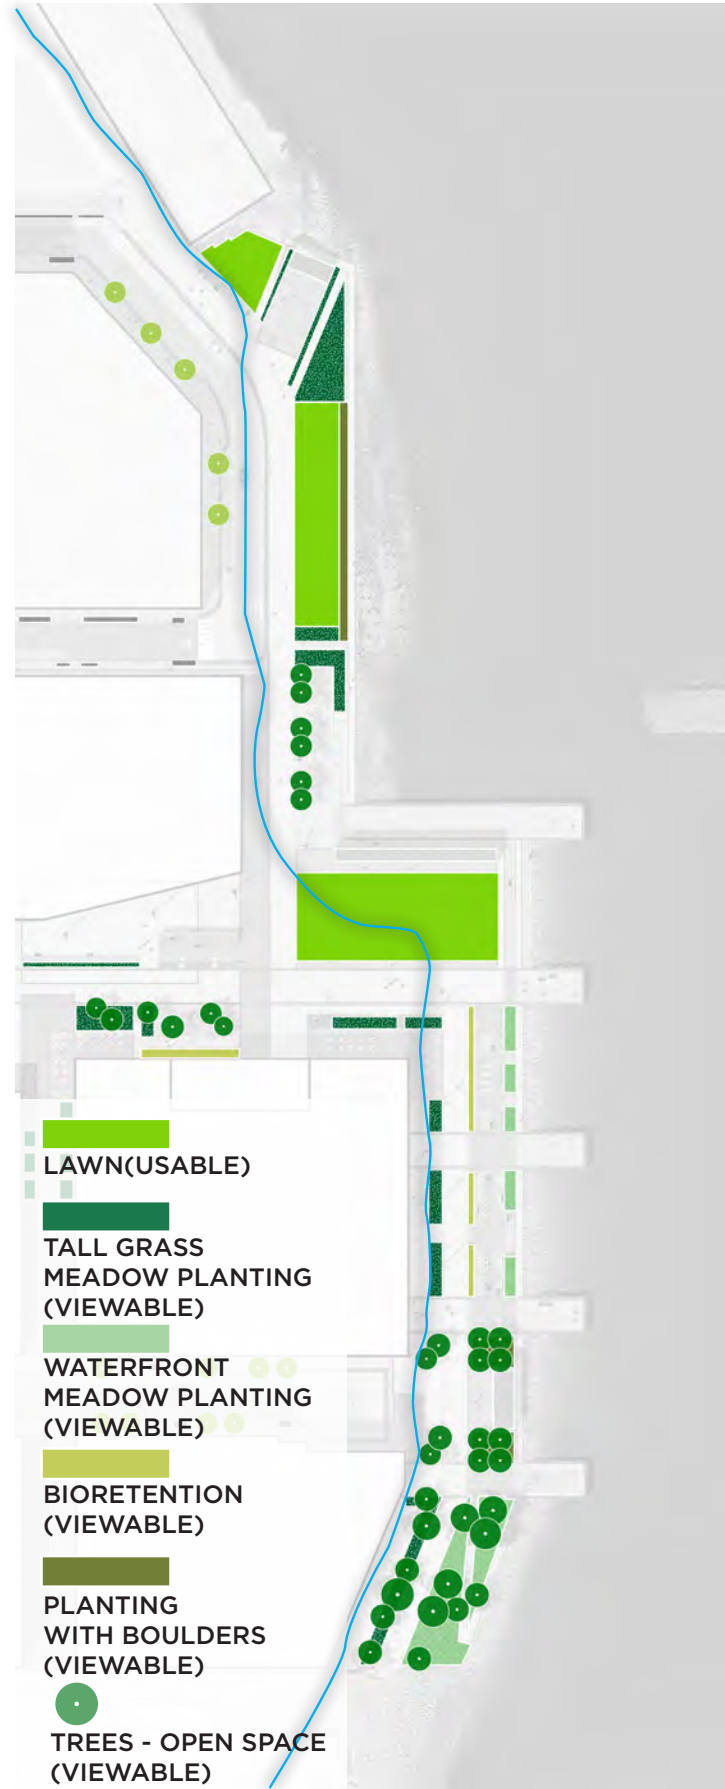 LAWN(USABLE)
TALL GRASS
MEADOW PLANTING
(VIEWABLE)
WATERFRONT
MEADOW PLANTING
(VIEWABLE)
BIORETENTION
(VIEWABLE)
PLANTING
WITH BOULDERS
(VIEWABLE)
TREES - OPEN SPACE
(VIEWABLE)